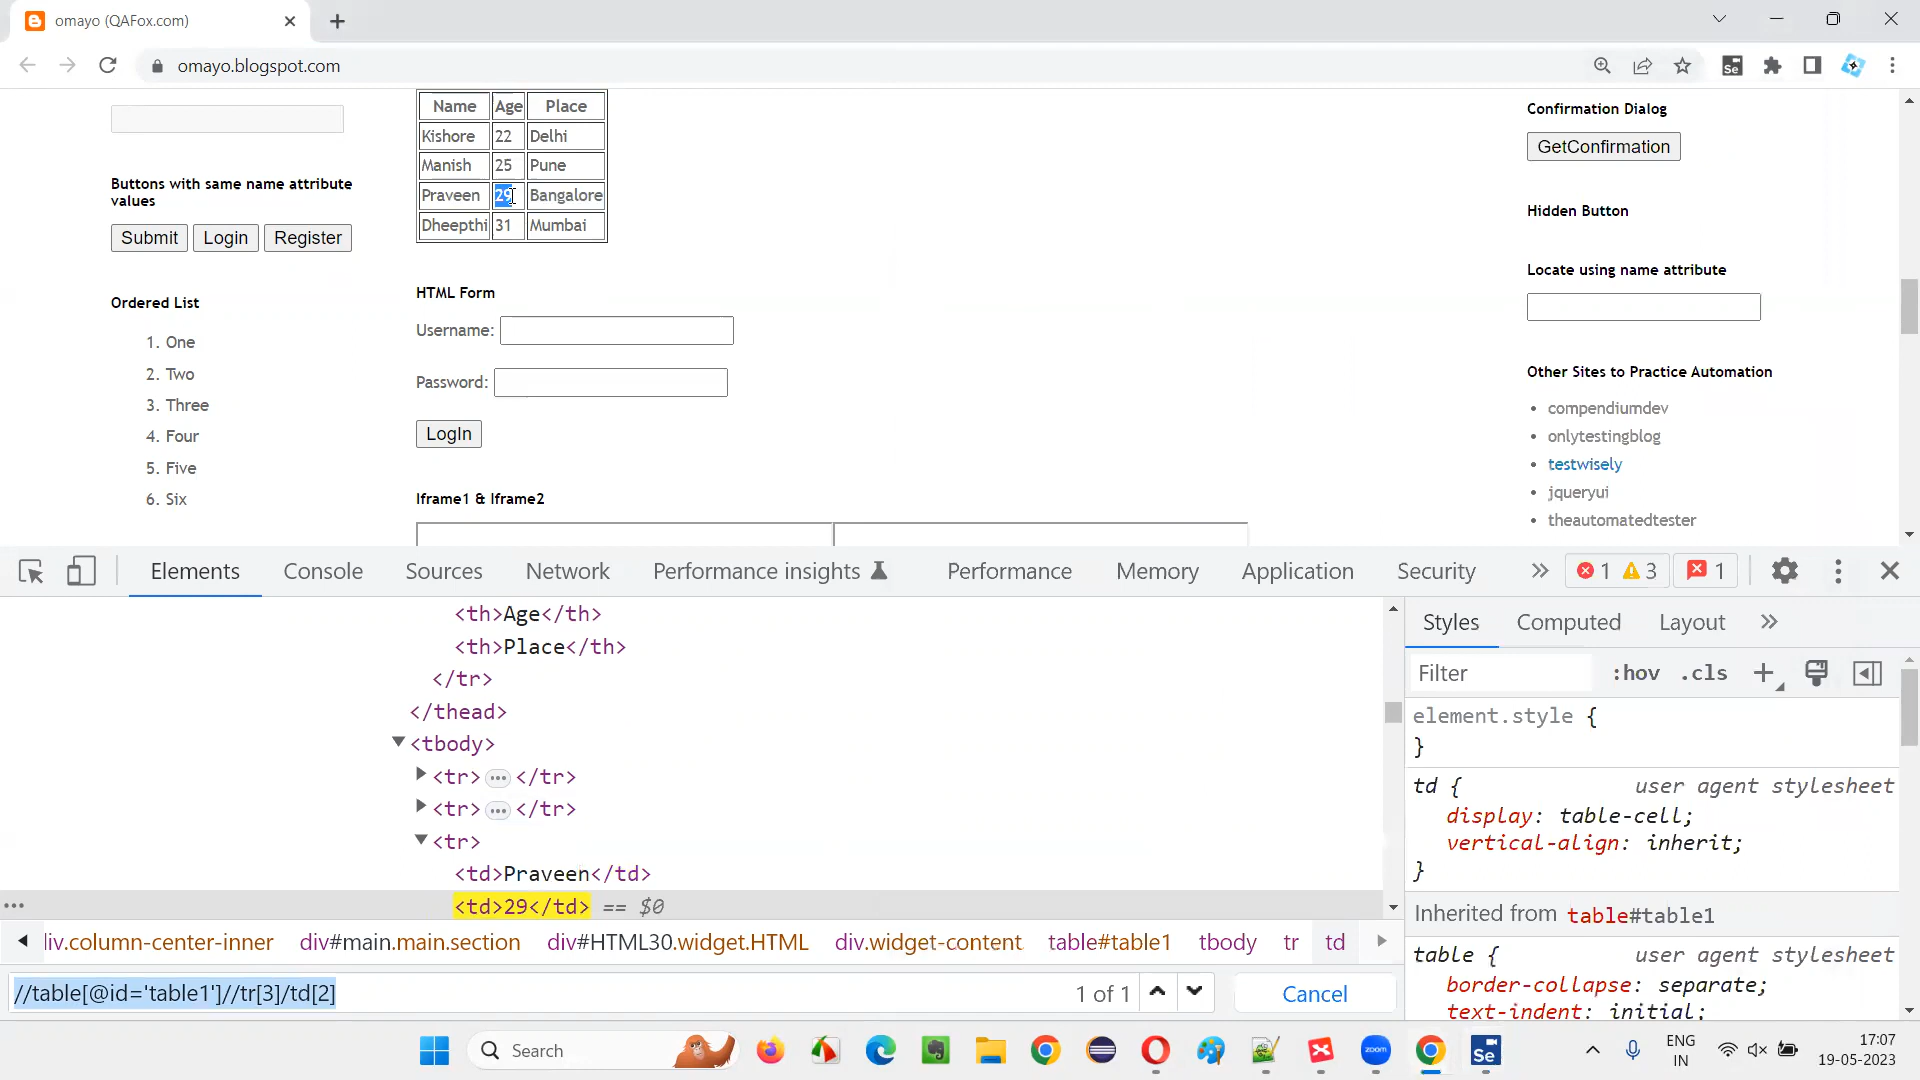 omayo (QAFox.com)
omayo.blogspot.com
Se
Buttons with same name attribute
values
Submit Login Register
Ordered List
1. One
2. Two
3. Three
4. Four
5. Five
6. Six
Name Age Place
Kishore 22 Delhi
Manish 25 Pune
Praveen 29 Bangalore
Dheepthi 31 Mumbai
HTML Form
Username:
Password:
LogIn
Iframe1 & Iframe2
Confirmation Dialog
GetConfirmation
Hidden Button
Locate using name attribute
Other Sites to Practice Automation
• compendiumdev
• onlytestingblog
• testwisely
• jqueryui
• theautomatedtester
Elements Console Sources Network Performance insights Performance Memory Application Security 1 3 1
<th>Age</th>
<th>Place</th>
</tr>
</thead>
<tbody>
<tr> … </tr>
<tr> … </tr>
<tr>
<td>Praveen</td>
<td>29</td> == $0
iv.column-center-inner div#main.main.section div#HTML30.widget.HTML div.widget-content table#table1 tbody tr td
//table[@id='table1']//tr[3]/td[2] 1 of 1 Cancel
Styles Computed Layout
Filter :hov .cls
element.style {
}
td { user agent stylesheet
display: table-cell;
vertical-align: inherit;
}
Inherited from table#table1
table { user agent stylesheet
border-collapse: separate;
text-indent: initial;
Search
zoom
Se
ENG
IN
17:07
19-05-2023